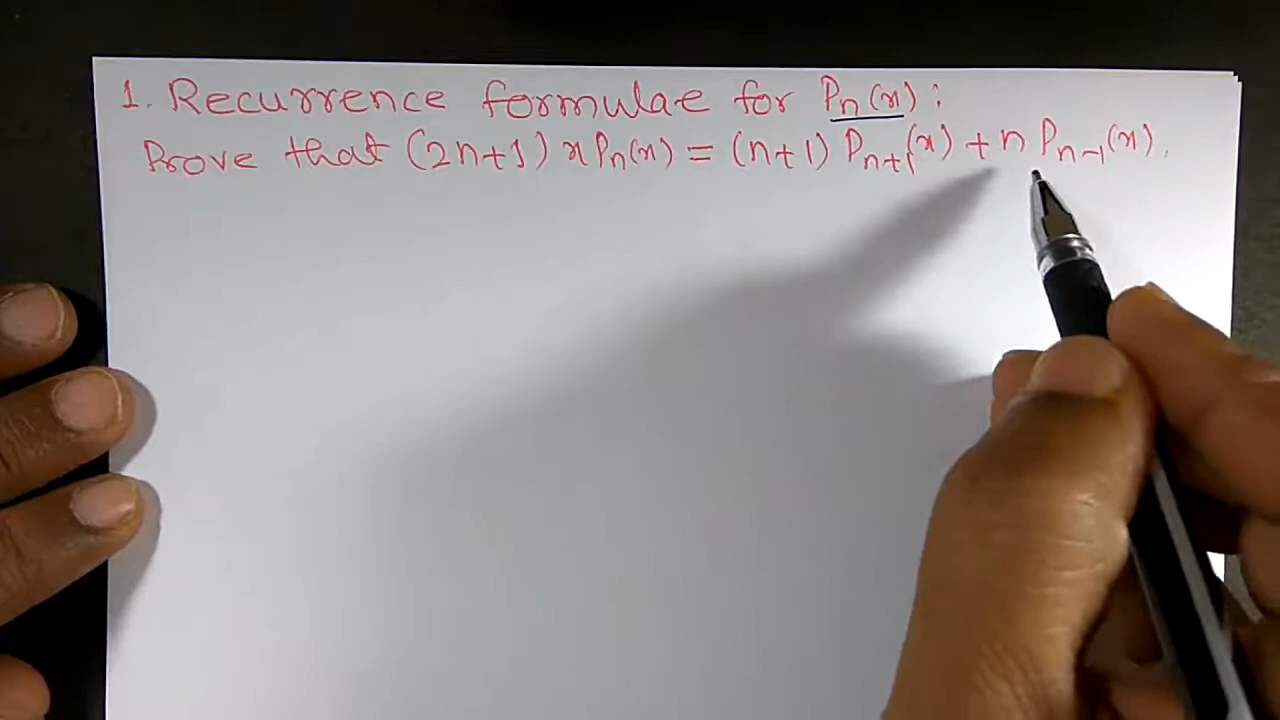 1. Recurrence formulae for Pn(x):
Prove that (2n+1) x Pn(x) = (n+1) Pn+1(x) + n Pn-1(x).